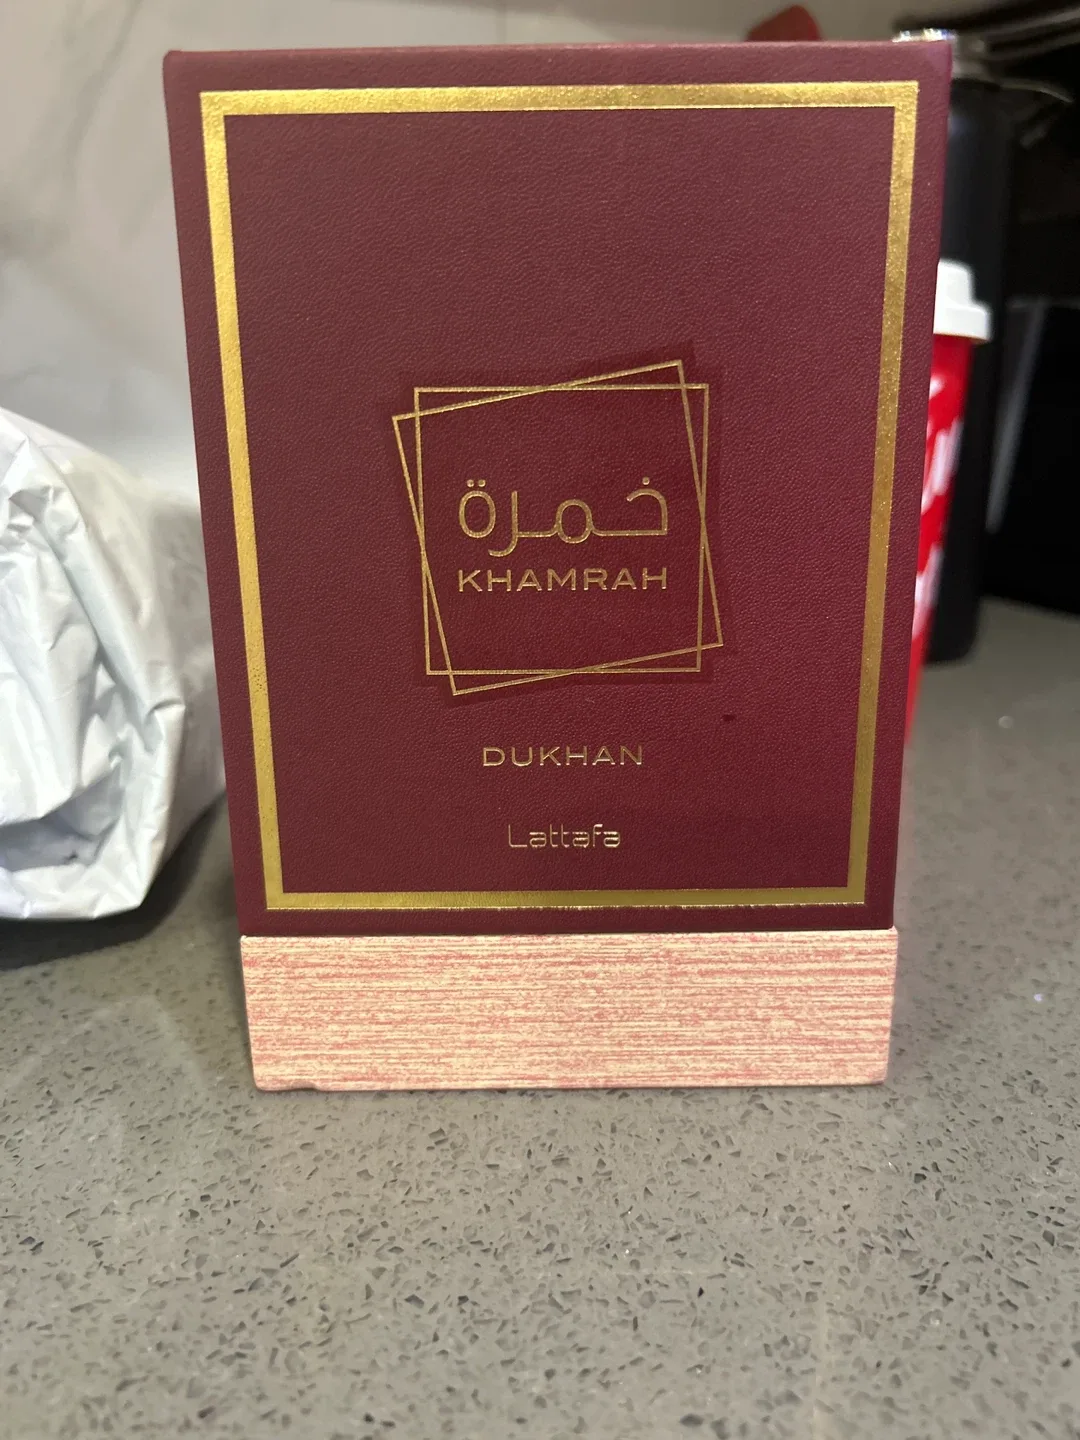 خمرة
KHAMRAH
DUKHAN
Lattafa